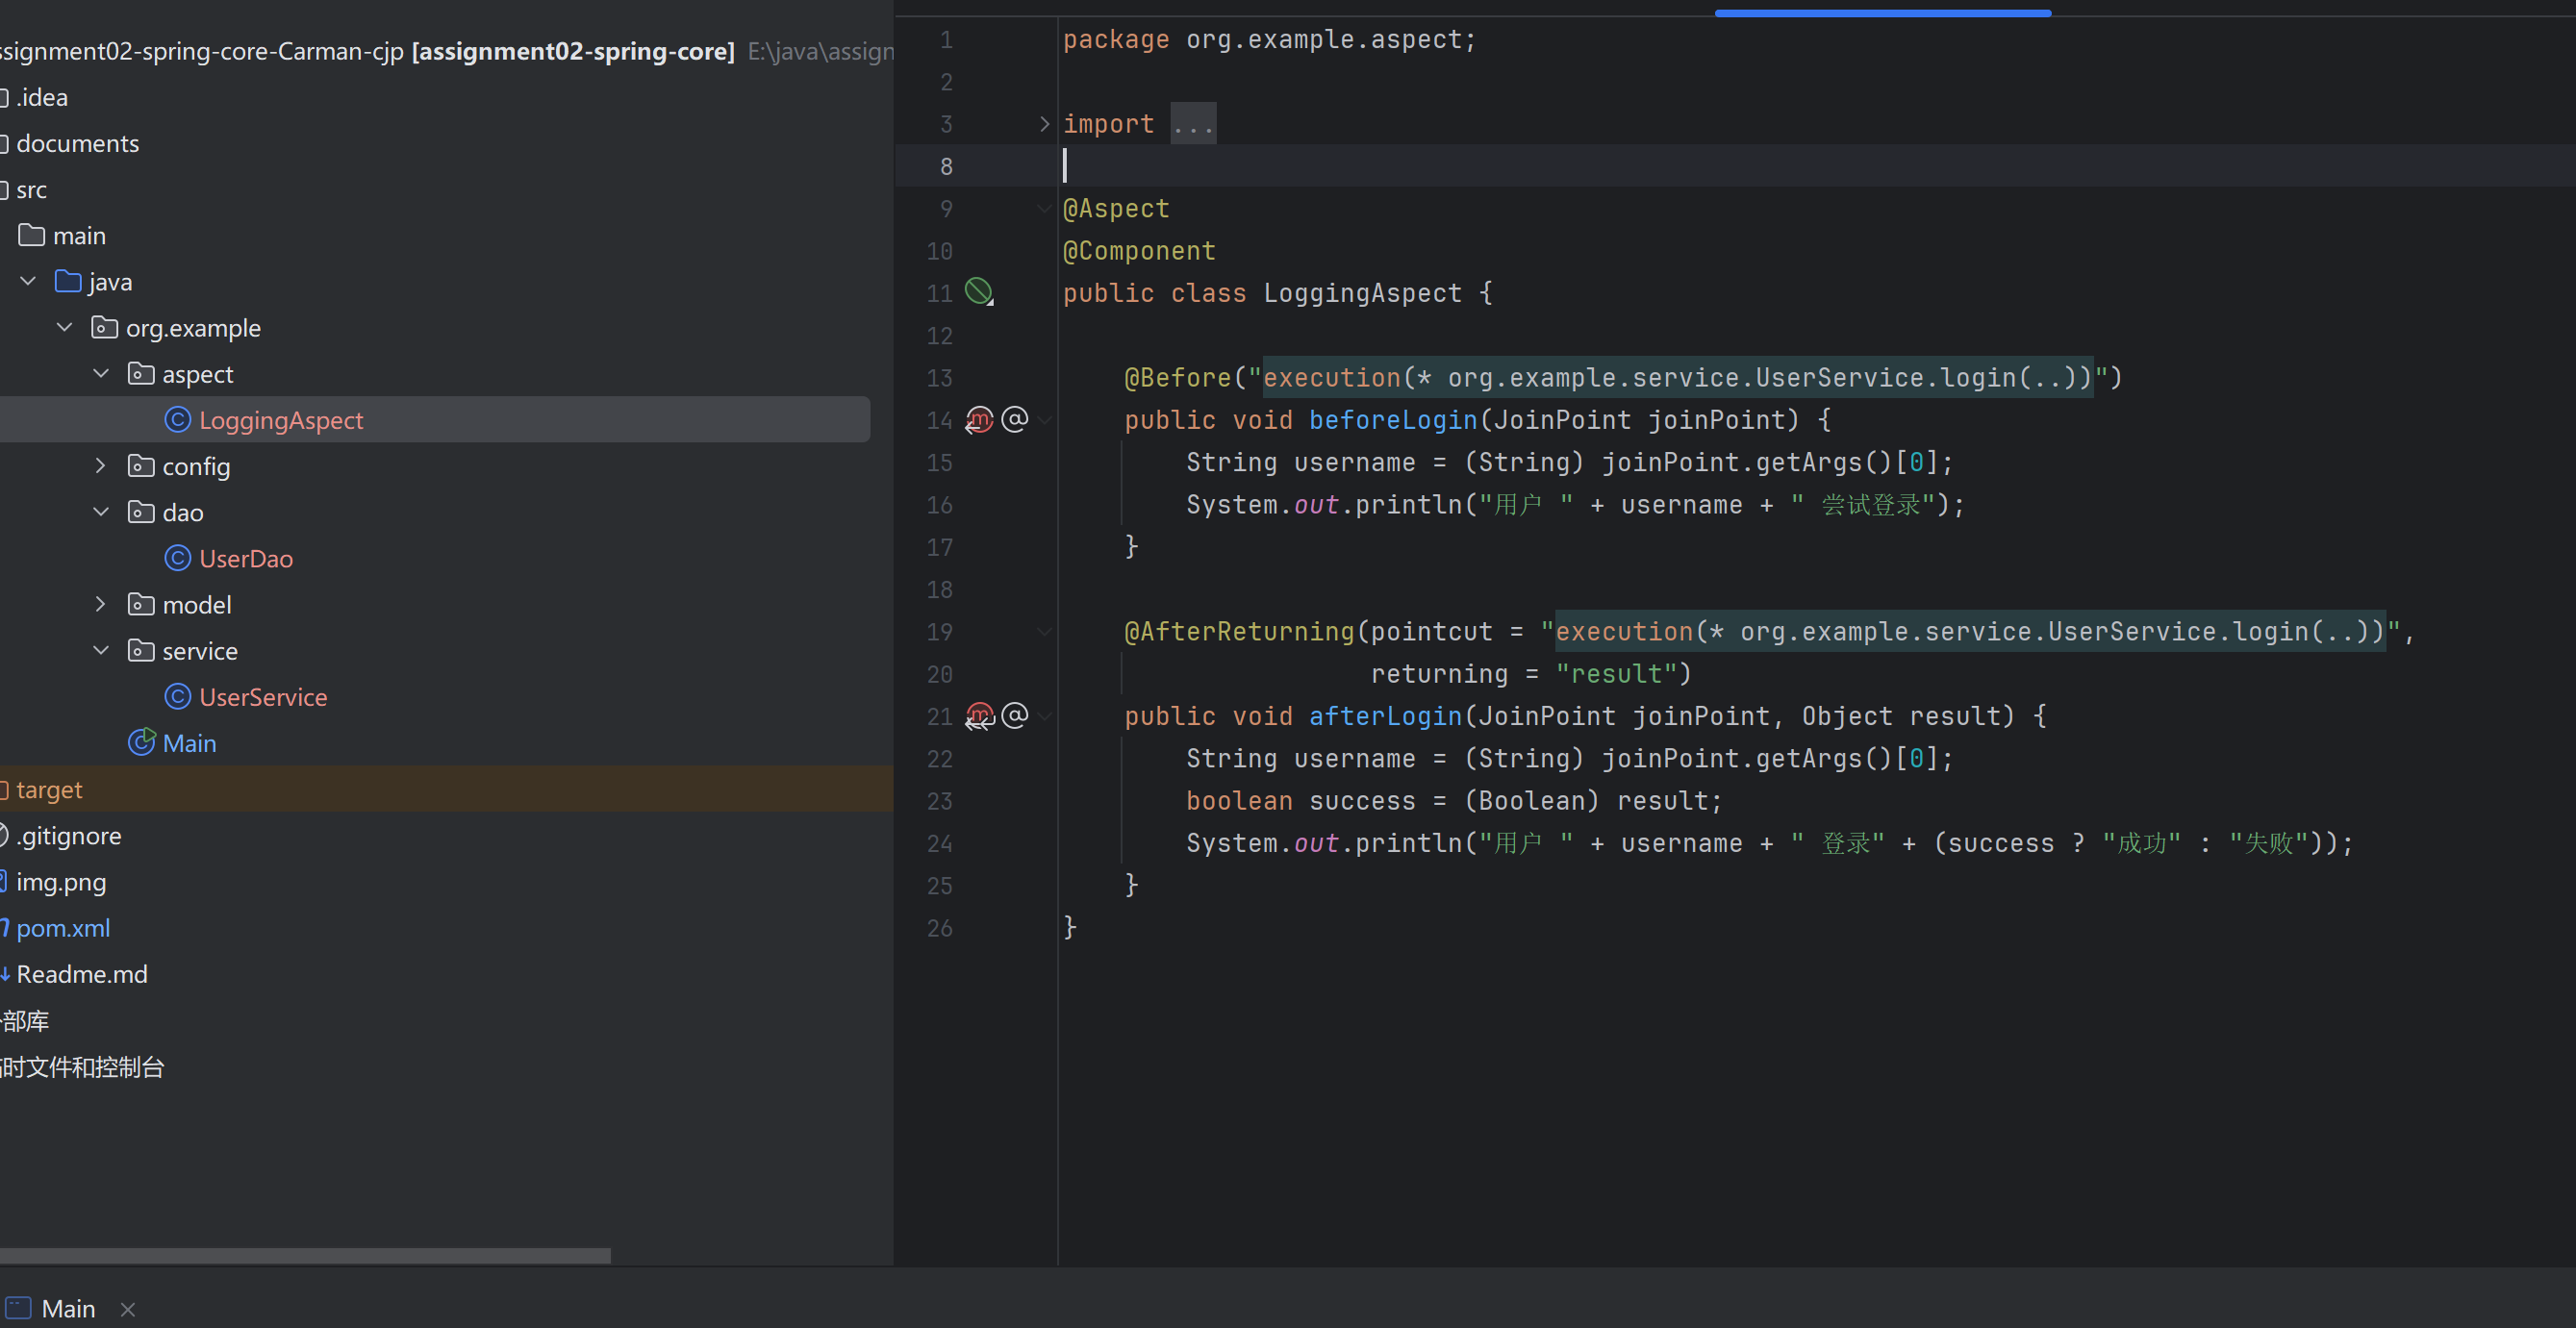 ssignment02-spring-core-Carman-cjp [assignment02-spring-core] E:\java\assign
.idea
documents
src
main
java
org.example
aspect
LoggingAspect
config
dao
UserDao
model
service
UserService
Main
target
.gitignore
img.png
pom.xml
Readme.md
部库
时文件和控制台
1 package org.example.aspect;
2
3 import ...
8
9 @Aspect
10 @Component
11 public class LoggingAspect {
12
13 @Before("execution(* org.example.service.UserService.login(..))")
14 public void beforeLogin(JoinPoint joinPoint) {
15 String username = (String) joinPoint.getArgs()[0];
16 System.out.println("用户 " + username + " 尝试登录");
17 }
18
19 @AfterReturning(pointcut = "execution(* org.example.service.UserService.login(..))",
20 returning = "result")
21 public void afterLogin(JoinPoint joinPoint, Object result) {
22 String username = (String) joinPoint.getArgs()[0];
23 boolean success = (Boolean) result;
24 System.out.println("用户 " + username + " 登录" + (success ? "成功" : "失败"));
25 }
26 }
Main